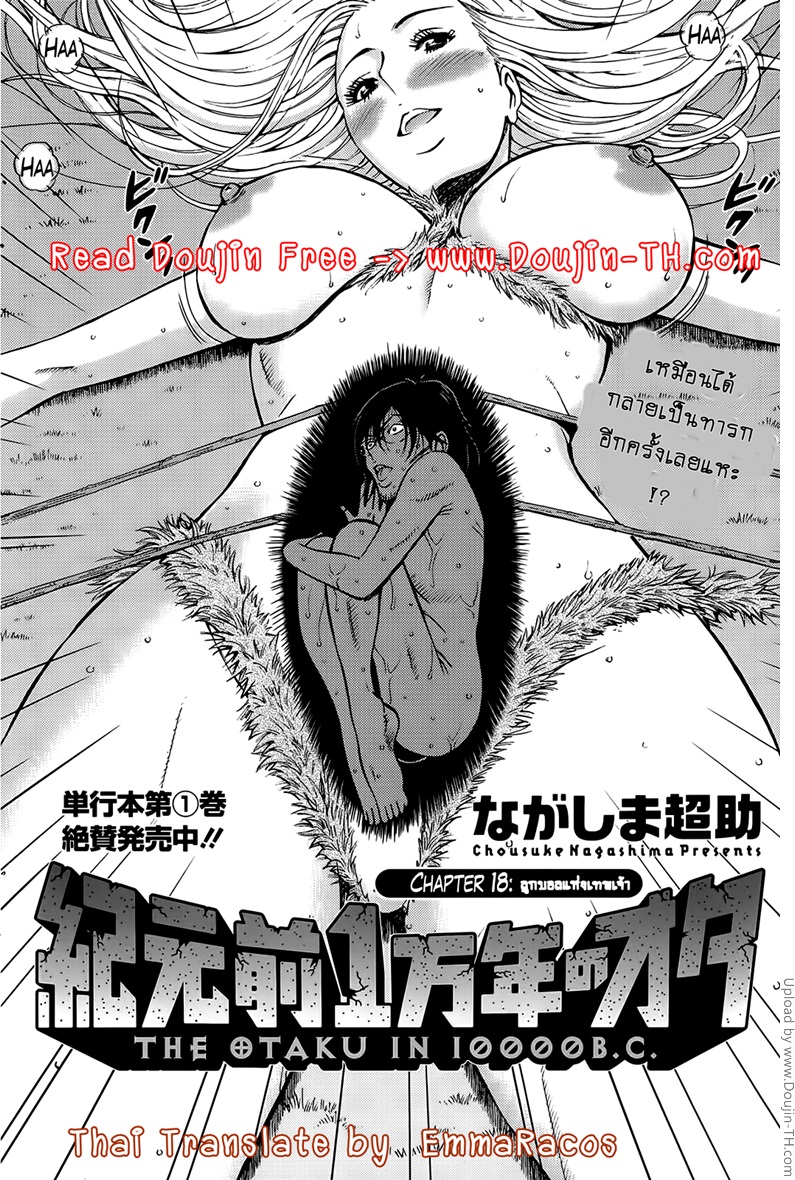 HAA
HAA
HAA
ビクッ
ビクッ
Read Doujin Free -> www.Doujin-TH.com
เหมือนได้
กลายเป็นทารก
อีกครั้งเลยแหะ
!?
単行本第①巻
絶賛発売中!!
ながしま超助
Chousuke Nagashima Presents
CHAPTER 18: ลูกบอลแห่งเทพเจ้า
紀元前1万年のオタ
THE OTAKU IN 10000B.C.
Thai Translate by EmmaRacos
Upload by www.Doujin-TH.com